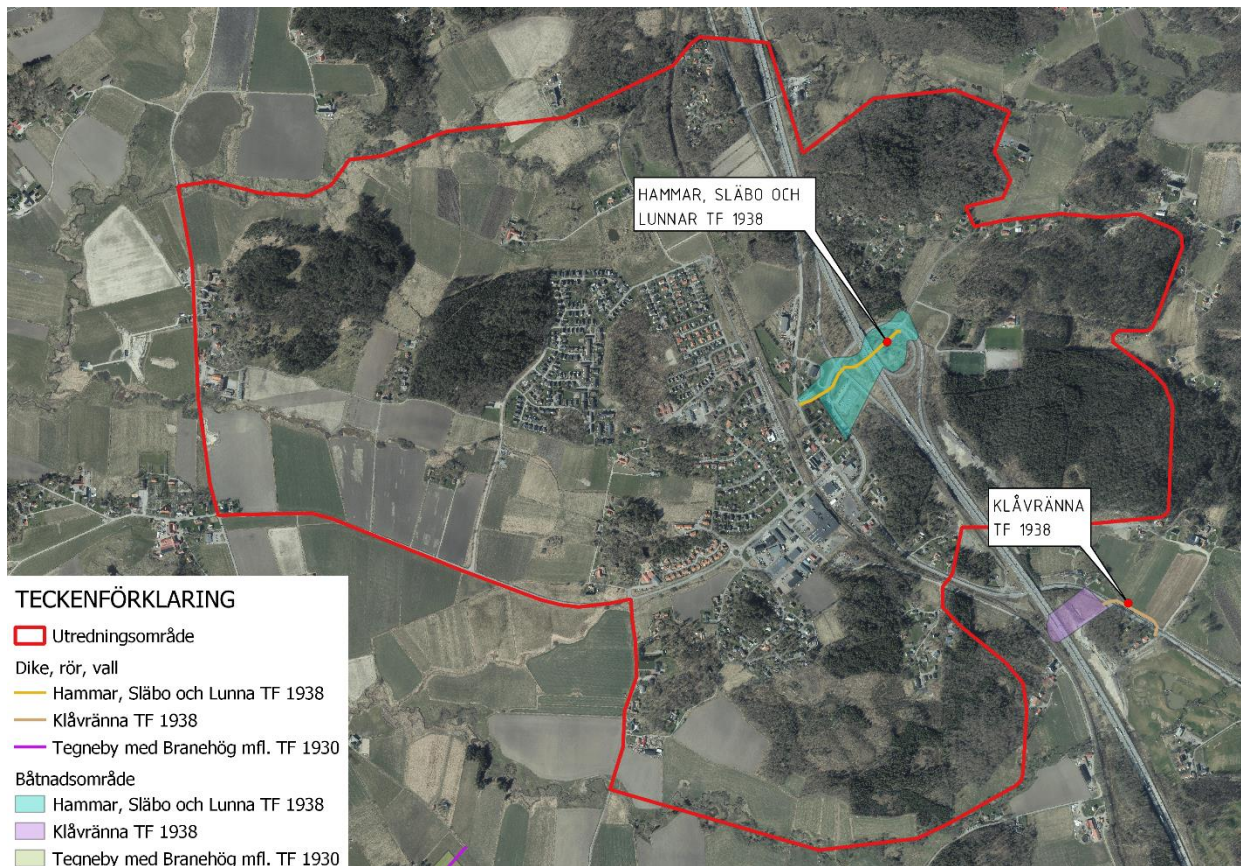 HAMMAR, SLÄBO OCH
LUNNAR TF 1938
KLÅVRÄNNA
TF 1938
TECKENFÖRKLARING
Utredningsområde
Dike, rör, vall
Hammar, Släbo och Lunna TF 1938
Klåvränna TF 1938
Tegneby med Branehög mfl. TF 1930
Båtnadsområde
Hammar, Släbo och Lunna TF 1938
Klåvränna TF 1938
Tegneby med Branehög mfl. TF 1930